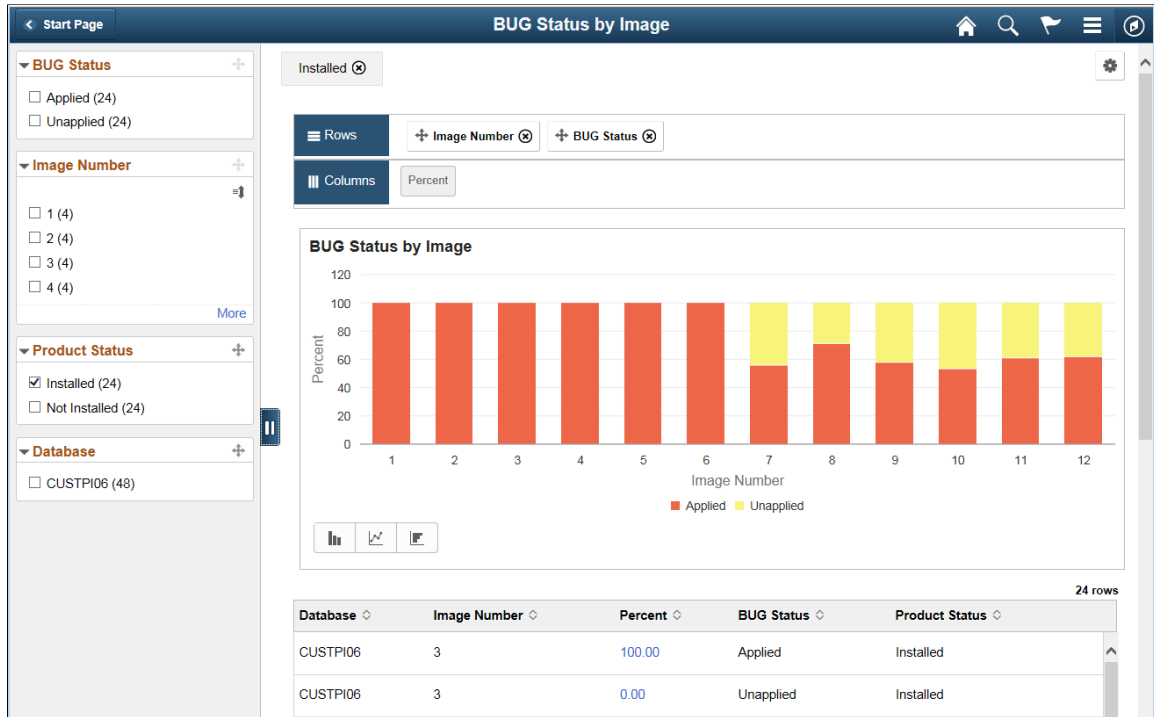 Start Page
BUG Status by Image
BUG Status
Applied (24)
Unapplied (24)
Image Number
1 (4)
2 (4)
3 (4)
4 (4)
More
Product Status
Installed (24)
Not Installed (24)
Database
CUSTPI06 (48)
Installed
Rows
Image Number
BUG Status
Columns
Percent
BUG Status by Image
120
100
80
60
40
20
0
Percent
1 2 3 4 5 6 7 8 9 10 11 12
Image Number
Applied Unapplied
24 rows
Database Image Number Percent BUG Status Product Status
CUSTPI06 3 100.00 Applied Installed
CUSTPI06 3 0.00 Unapplied Installed